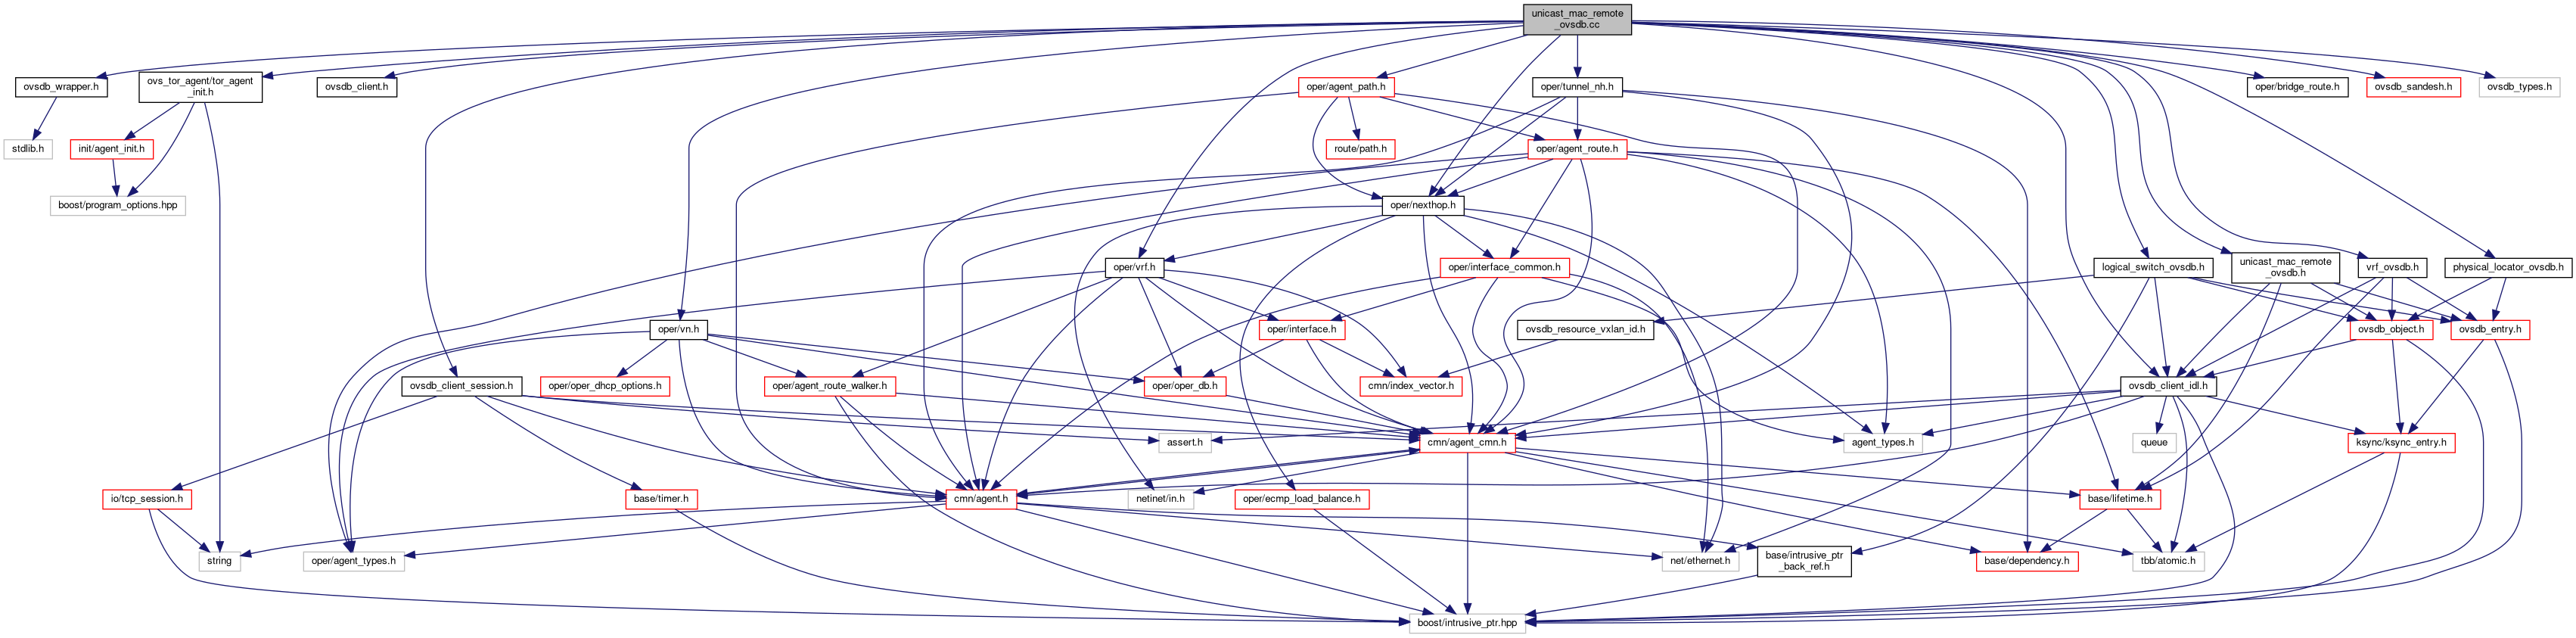 unicast_mac_remote
_ovsdb.cc
ovsdb_wrapper.h
ovs_tor_agent/tor_agent
_init.h
ovsdb_client.h
oper/agent_path.h
oper/tunnel_nh.h
oper/bridge_route.h
ovsdb_sandesh.h
ovsdb_types.h
stdlib.h
init/agent_init.h
route/path.h
oper/agent_route.h
boost/program_options.hpp
oper/nexthop.h
oper/vrf.h
oper/interface_common.h
logical_switch_ovsdb.h
unicast_mac_remote
_ovsdb.h
vrf_ovsdb.h
physical_locator_ovsdb.h
oper/vn.h
oper/interface.h
ovsdb_resource_vxlan_id.h
ovsdb_object.h
ovsdb_entry.h
ovsdb_client_session.h
oper/oper_dhcp_options.h
oper/agent_route_walker.h
oper/oper_db.h
cmn/index_vector.h
ovsdb_client_idl.h
assert.h
cmn/agent_cmn.h
agent_types.h
queue
ksync/ksync_entry.h
io/tcp_session.h
base/timer.h
cmn/agent.h
netinet/in.h
oper/ecmp_load_balance.h
base/lifetime.h
string
oper/agent_types.h
net/ethernet.h
base/intrusive_ptr
_back_ref.h
base/dependency.h
tbb/atomic.h
boost/intrusive_ptr.hpp